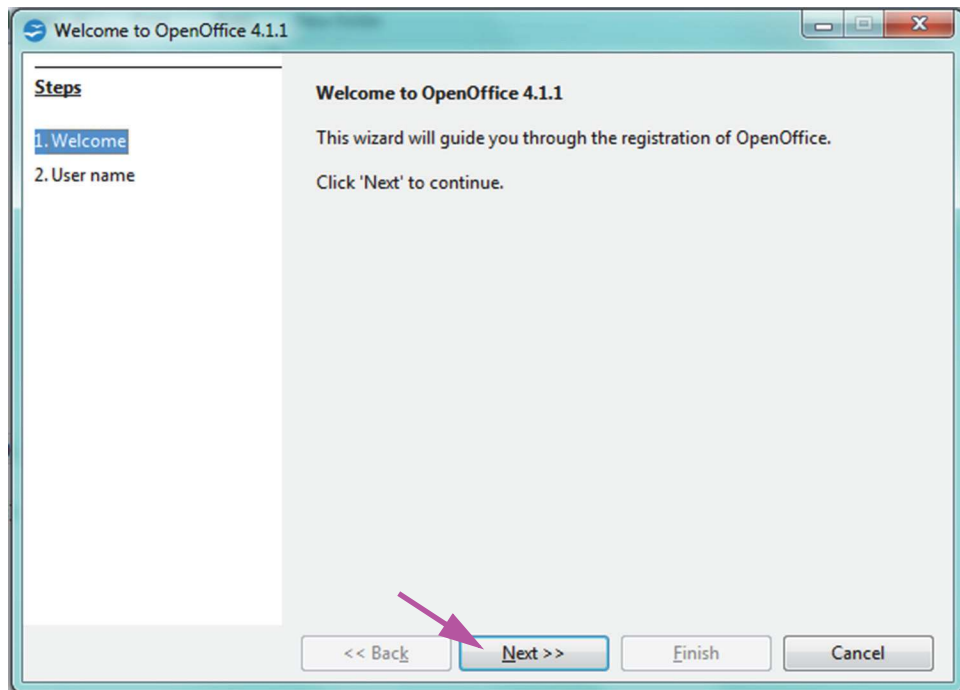 Welcome to OpenOffice 4.1.1
Steps
1. Welcome
2. User name
Welcome to OpenOffice 4.1.1
This wizard will guide you through the registration of OpenOffice.
Click 'Next' to continue.
<< Back Next >> Finish Cancel